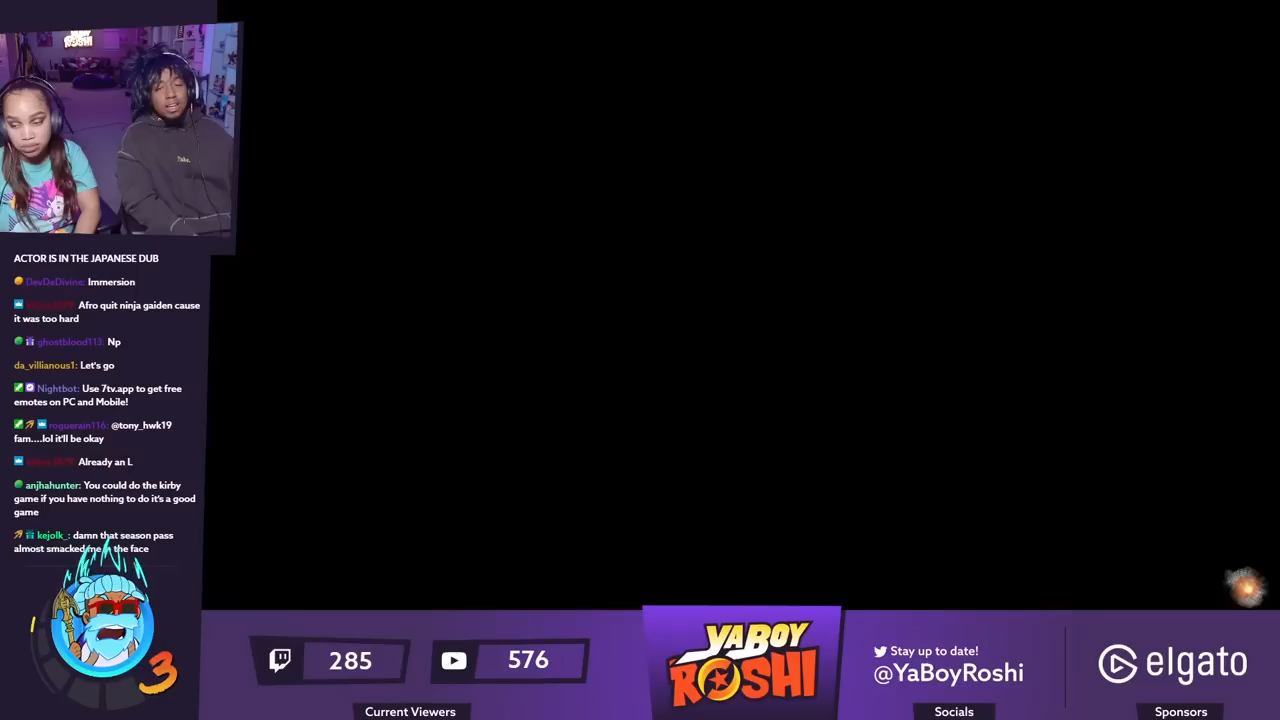 YABOY
ROSHI
ACTOR IS IN THE JAPANESE DUB
DevDeDivine: Immersion
Afro quit ninja gaiden cause
it was too hard
ghostblood113: Np
da_villianous1: Let's go
Nightbot: Use 7tv.app to get free
emotes on PC and Mobile!
roguerain116: @tony_hwk19
fam....lol it'll be okay
Already an L
anjhahunter: You could do the kirby
game if you have nothing to do it's a good
game
kejolk_: damn that season pass
almost smacked me in the face
3
285
576
Current Viewers
YABOY
ROSHI
Stay up to date!
@YaBoyRoshi
Socials
elgato
Sponsors